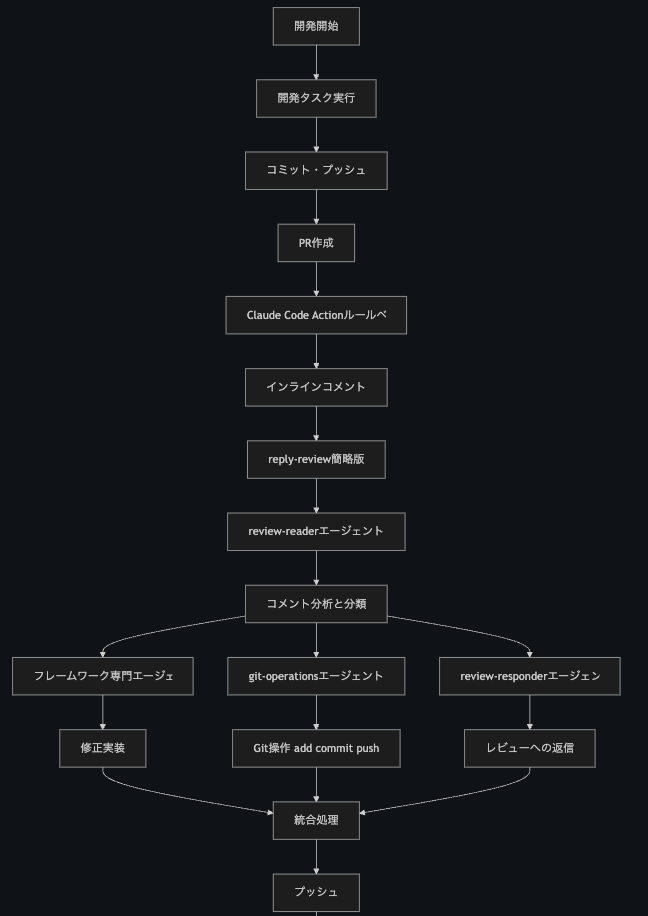 開発開始
開発タスク実行
コミット・プッシュ
PR作成
Claude Code Actionルールベ
インラインコメント
reply-review簡略版
review-readerエージェント
コメント分析と分類
フレームワーク専門エージェ
git-operationsエージェント
review-responderエージェン
修正実装
Git操作 add commit push
レビューへの返信
統合処理
プッシュ